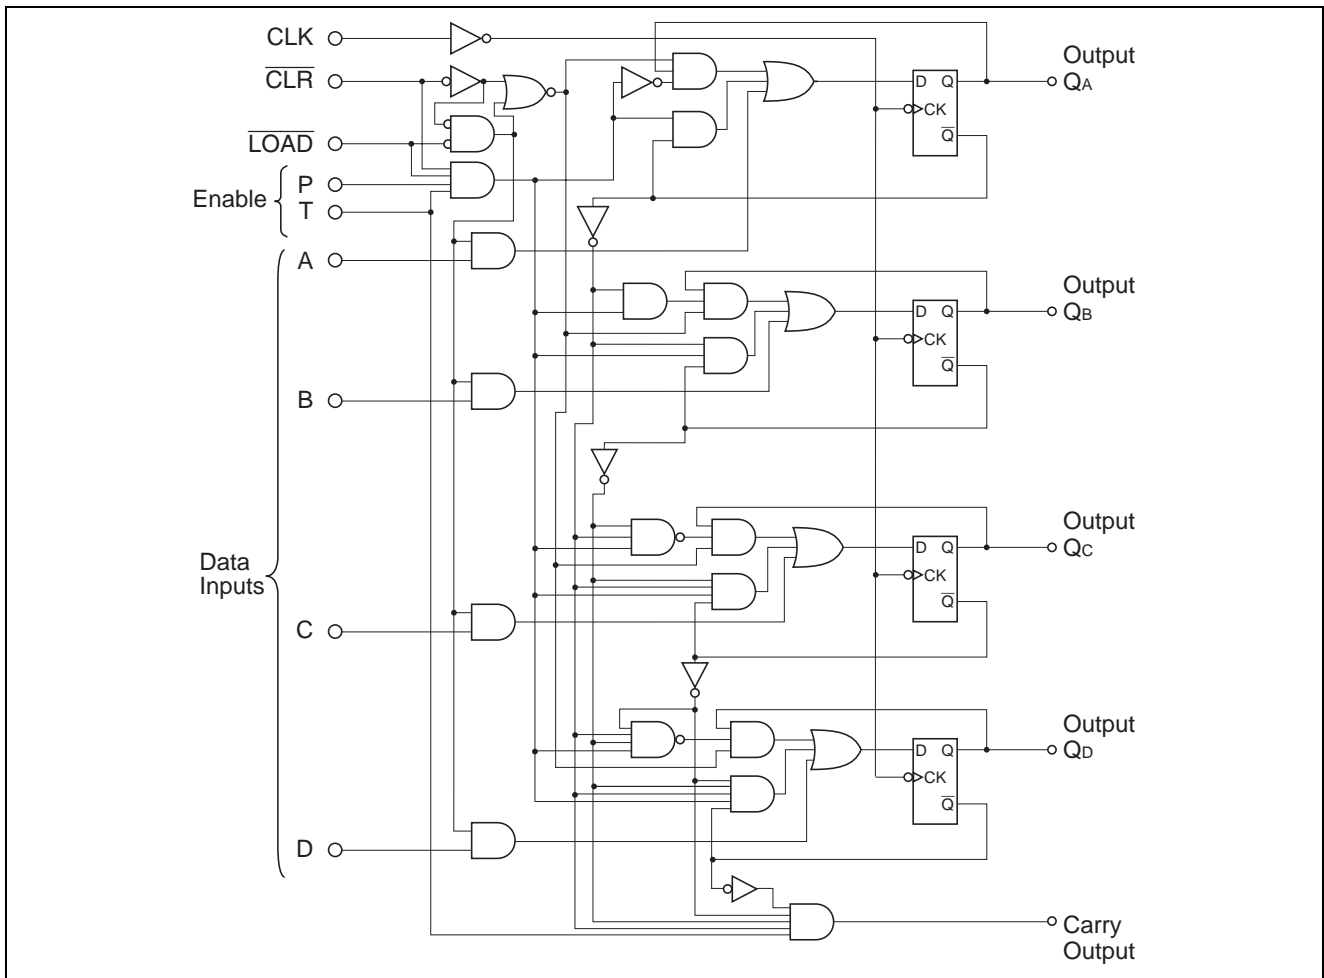 CLK
CLR
LOAD
Enable
P
T
A
B
Data
Inputs
C
D
D Q
CK
Q
Output
QA
D Q
CK
Q
Output
QB
D Q
CK
Q
Output
QC
D Q
CK
Q
Output
QD
Carry
Output